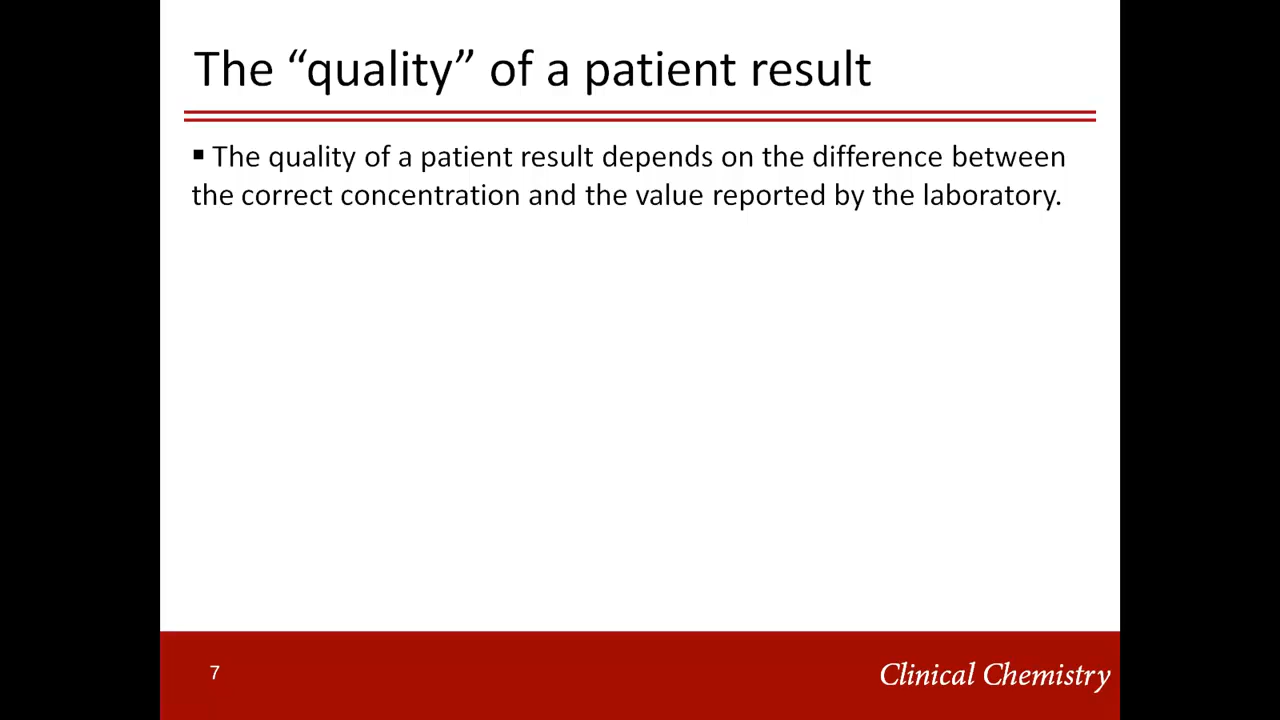 The “quality” of a patient result
▪ The quality of a patient result depends on the difference between
the correct concentration and the value reported by the laboratory.
7
Clinical Chemistry